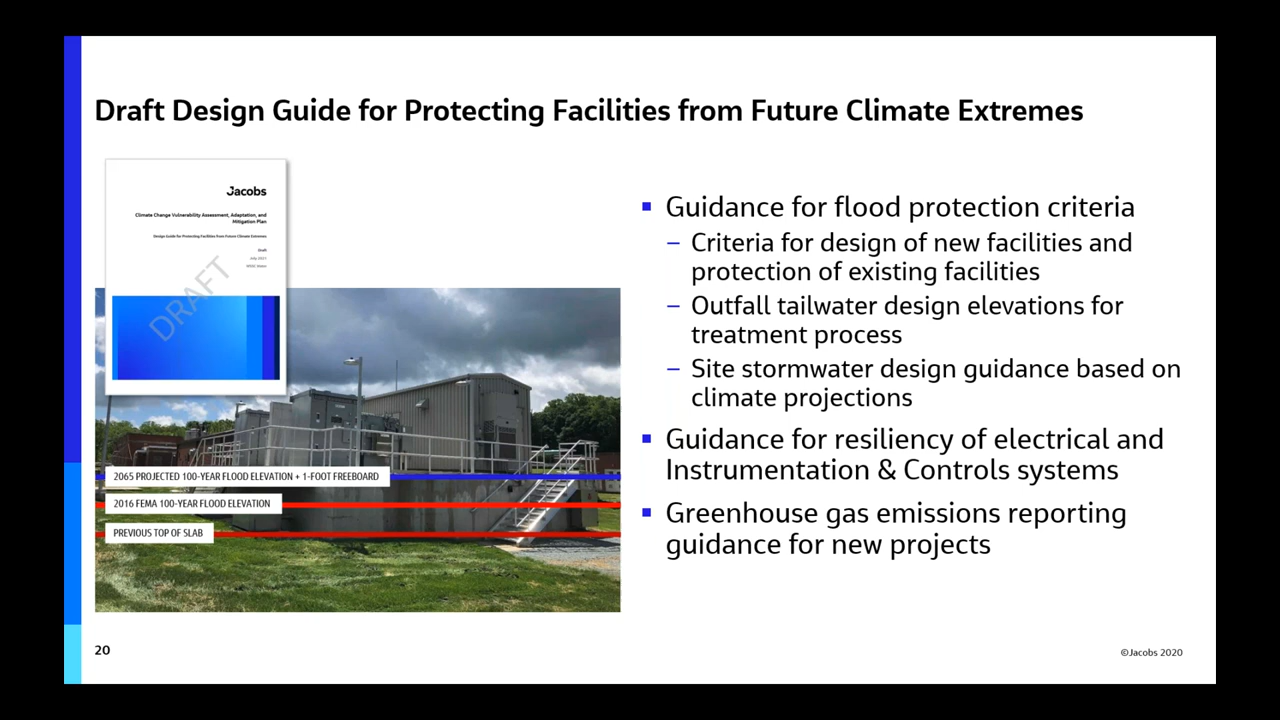 Draft Design Guide for Protecting Facilities from Future Climate Extremes
Jacobs
Climate Change Vulnerability Assessment, Adaptation, and
Mitigation Plan
Design Guide for Protecting Facilities from Future Climate Extremes
Draft
July 2021
DRAFT
2065 PROJECTED 100-YEAR FLOOD ELEVATION + 1-FOOT FREEBOARD
2016 FEMA 100-YEAR FLOOD ELEVATION
PREVIOUS TOP OF SLAB
Guidance for flood protection criteria
– Criteria for design of new facilities and
protection of existing facilities
– Outfall tailwater design elevations for
treatment process
– Site stormwater design guidance based on
climate projections
Guidance for resiliency of electrical and
Instrumentation & Controls systems
Greenhouse gas emissions reporting
guidance for new projects
20
©Jacobs 2020